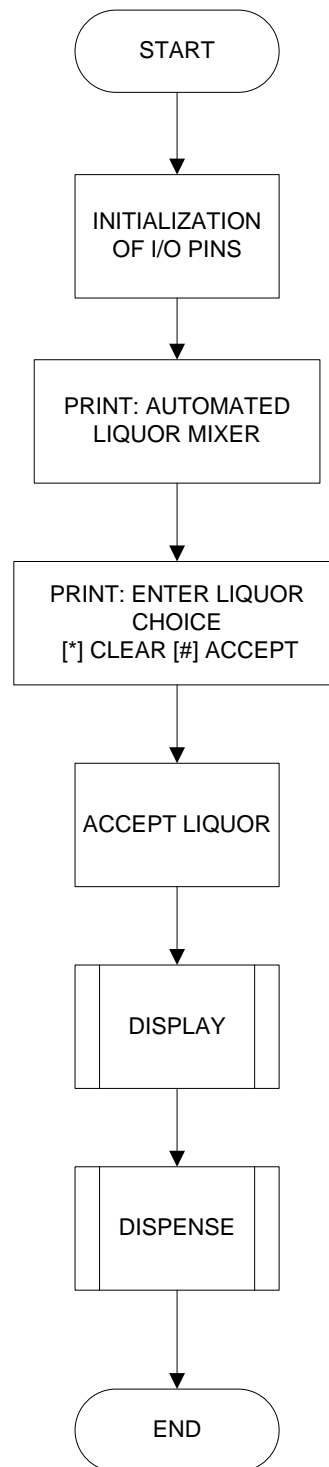 START
INITIALIZATION
OF I/O PINS
PRINT: AUTOMATED
LIQUOR MIXER
PRINT: ENTER LIQUOR
CHOICE
[*] CLEAR [#] ACCEPT
ACCEPT LIQUOR
DISPLAY
DISPENSE
END